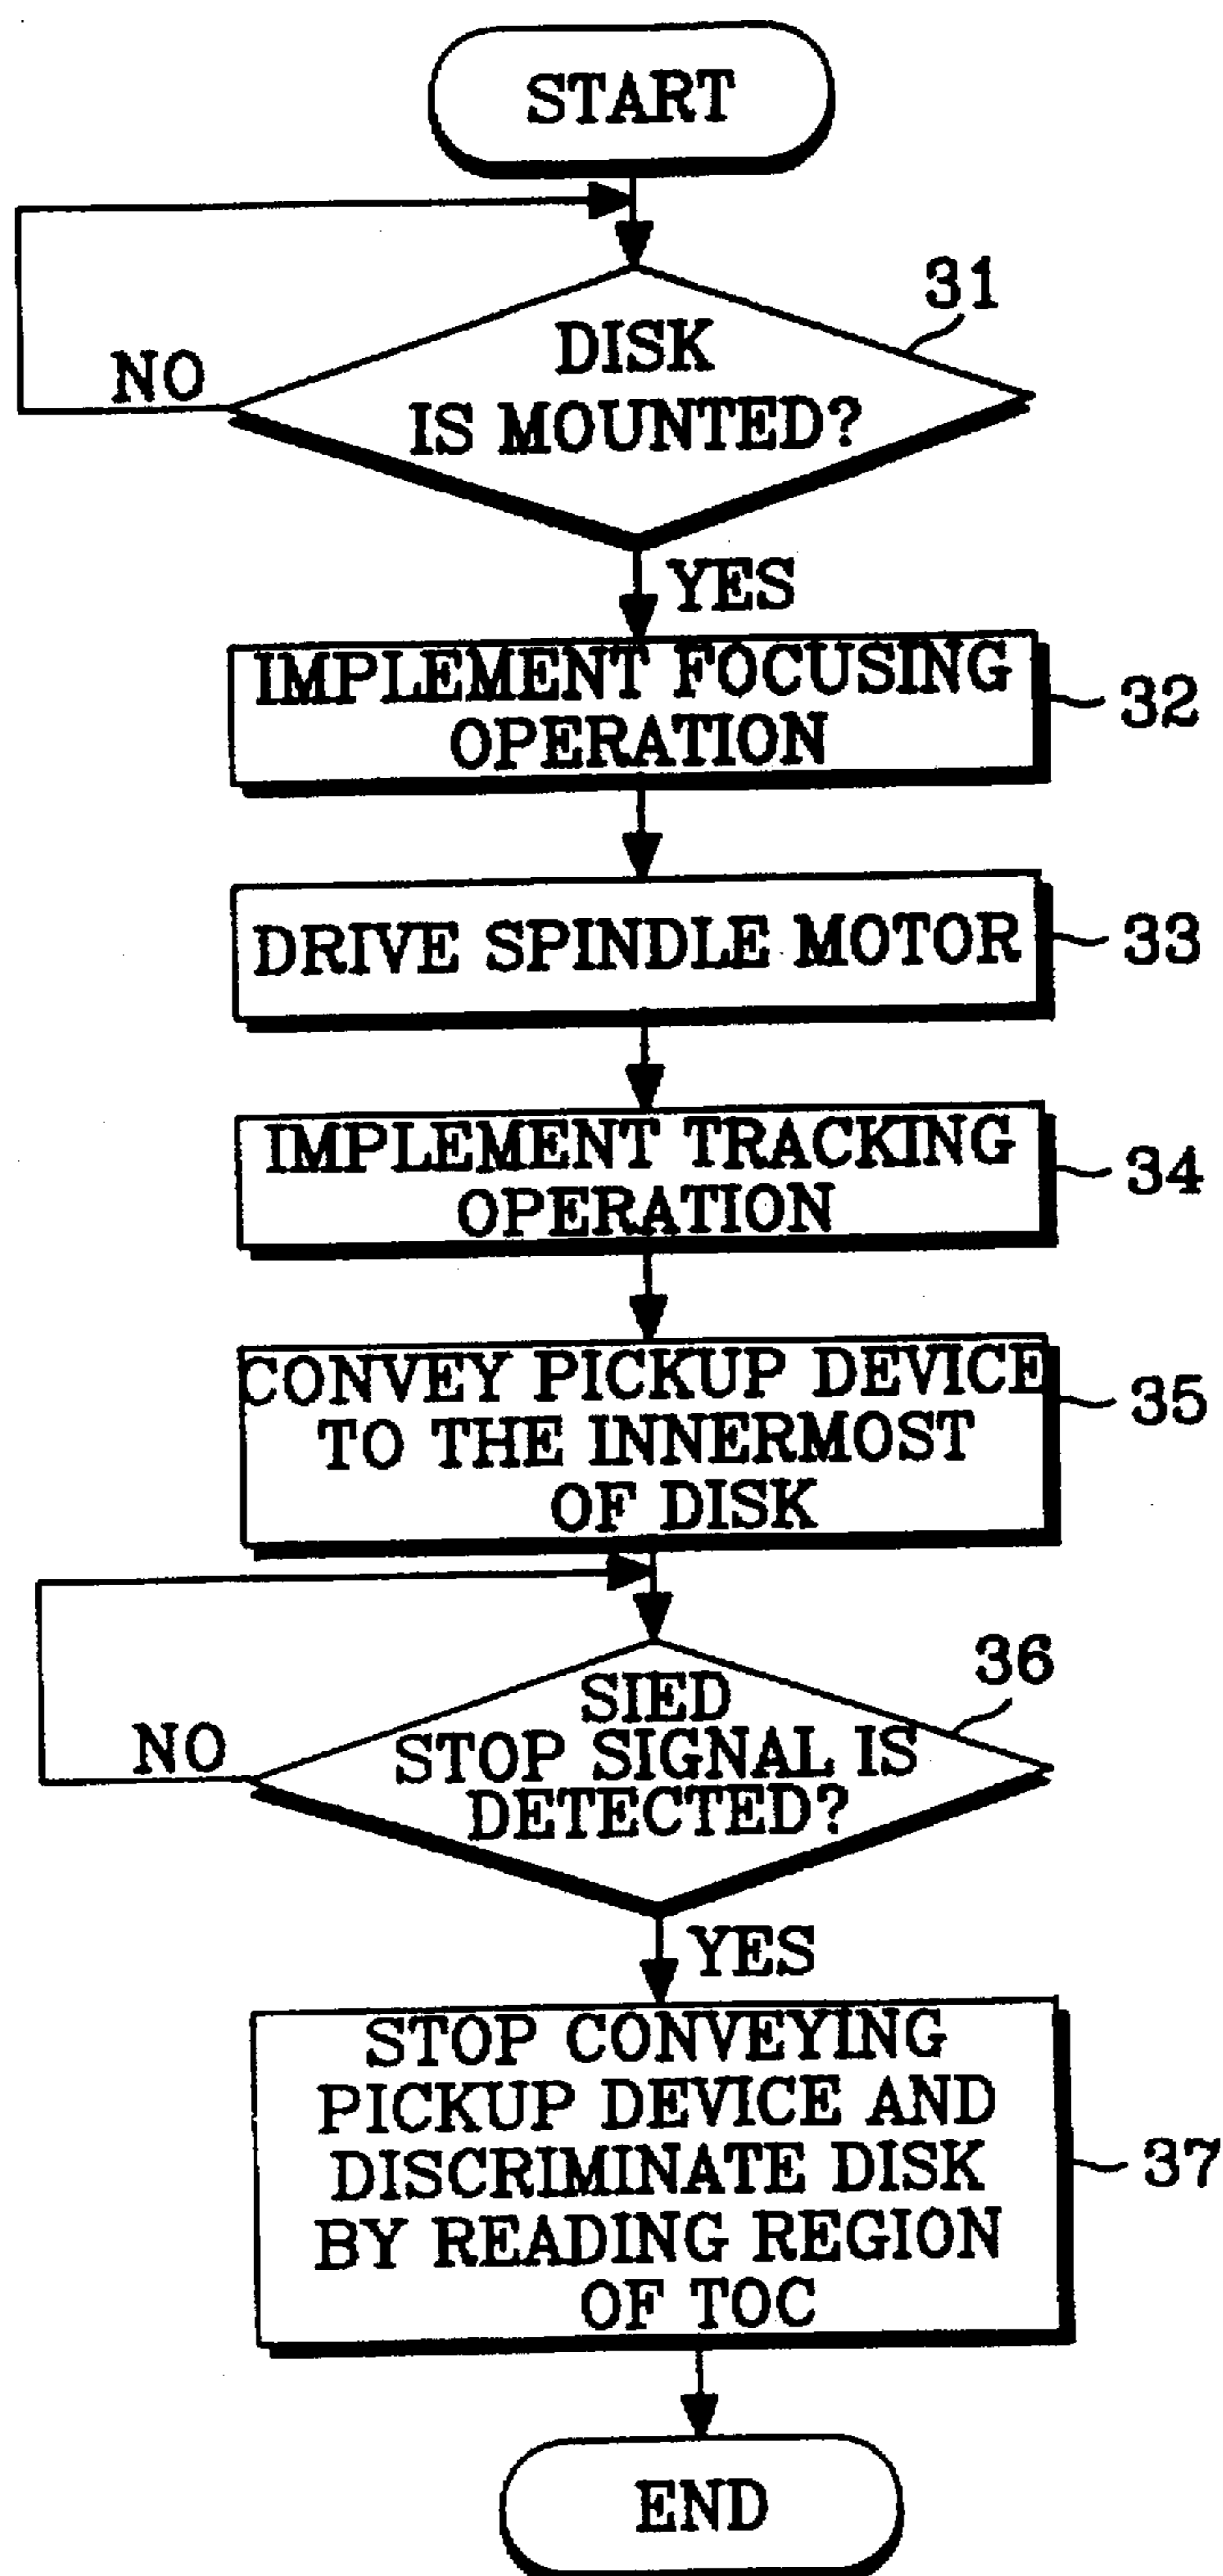 START
31
DISK
IS MOUNTED?
NO
YES
IMPLEMENT FOCUSING
OPERATION
32
DRIVE SPINDLE MOTOR
33
IMPLEMENT TRACKING
OPERATION
34
CONVEY PICKUP DEVICE
TO THE INNERMOST
OF DISK
35
36
SIED
STOP SIGNAL IS
DETECTED?
NO
YES
STOP CONVEYING
PICKUP DEVICE AND
DISCRIMINATE DISK
BY READING REGION
OF TOC
37
END